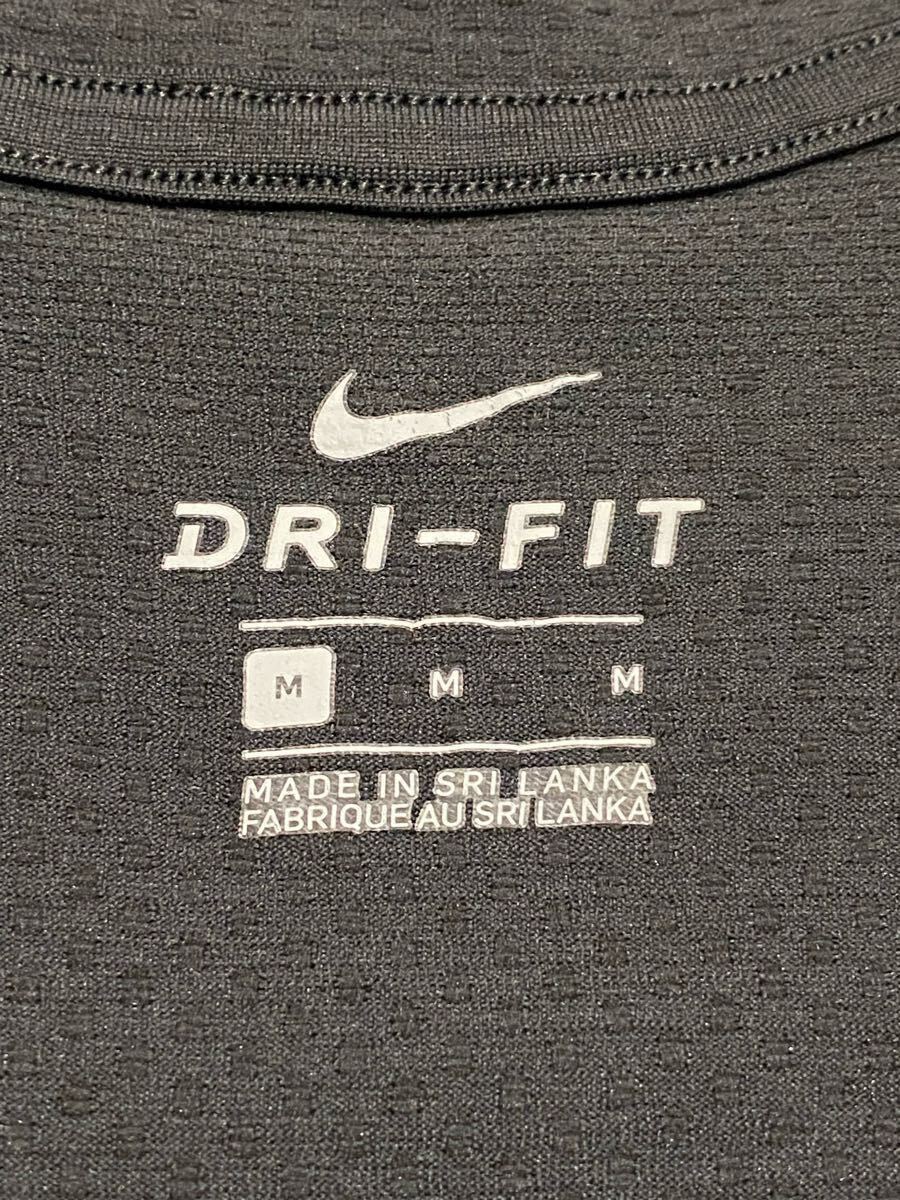 DRI-FIT
M M M
MADE IN SRI LANKA
FABRIQUE AU SRI LANKA